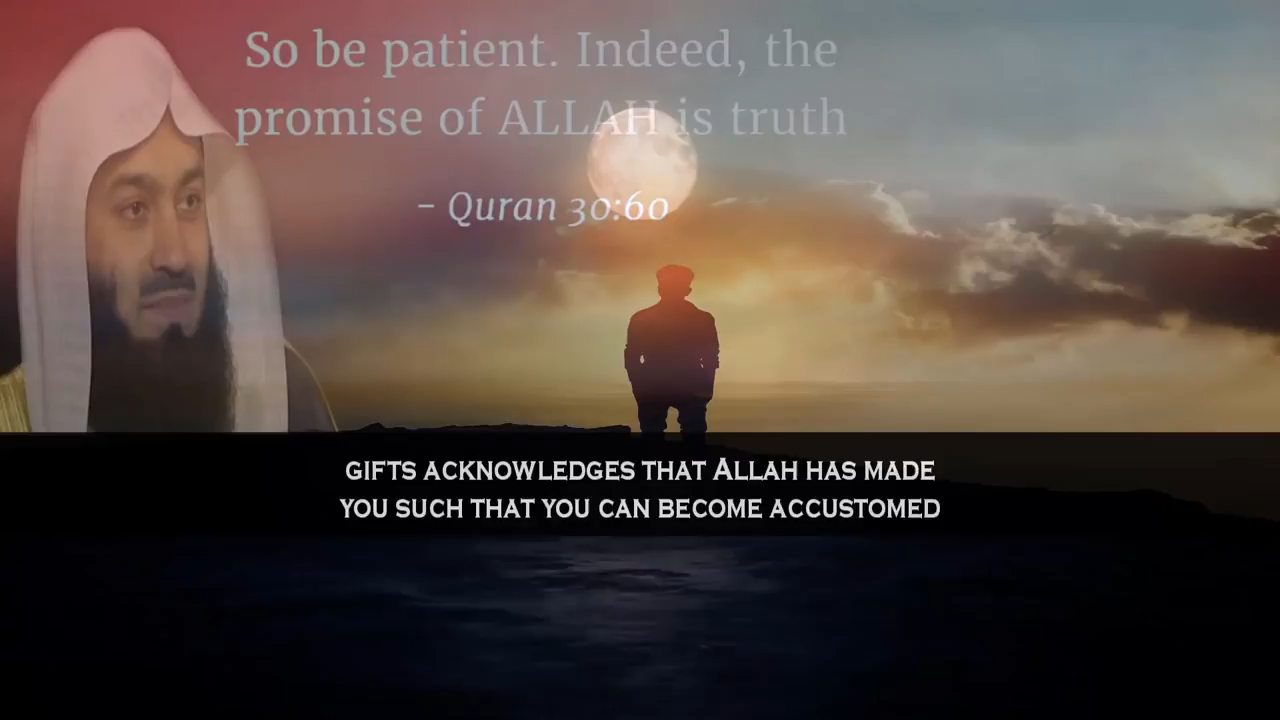 So be patient. Indeed, the
promise of ALLAH is truth
– Quran 30:60
GIFTS ACKNOWLEDGES THAT ALLAH HAS MADE
YOU SUCH THAT YOU CAN BECOME ACCUSTOMED